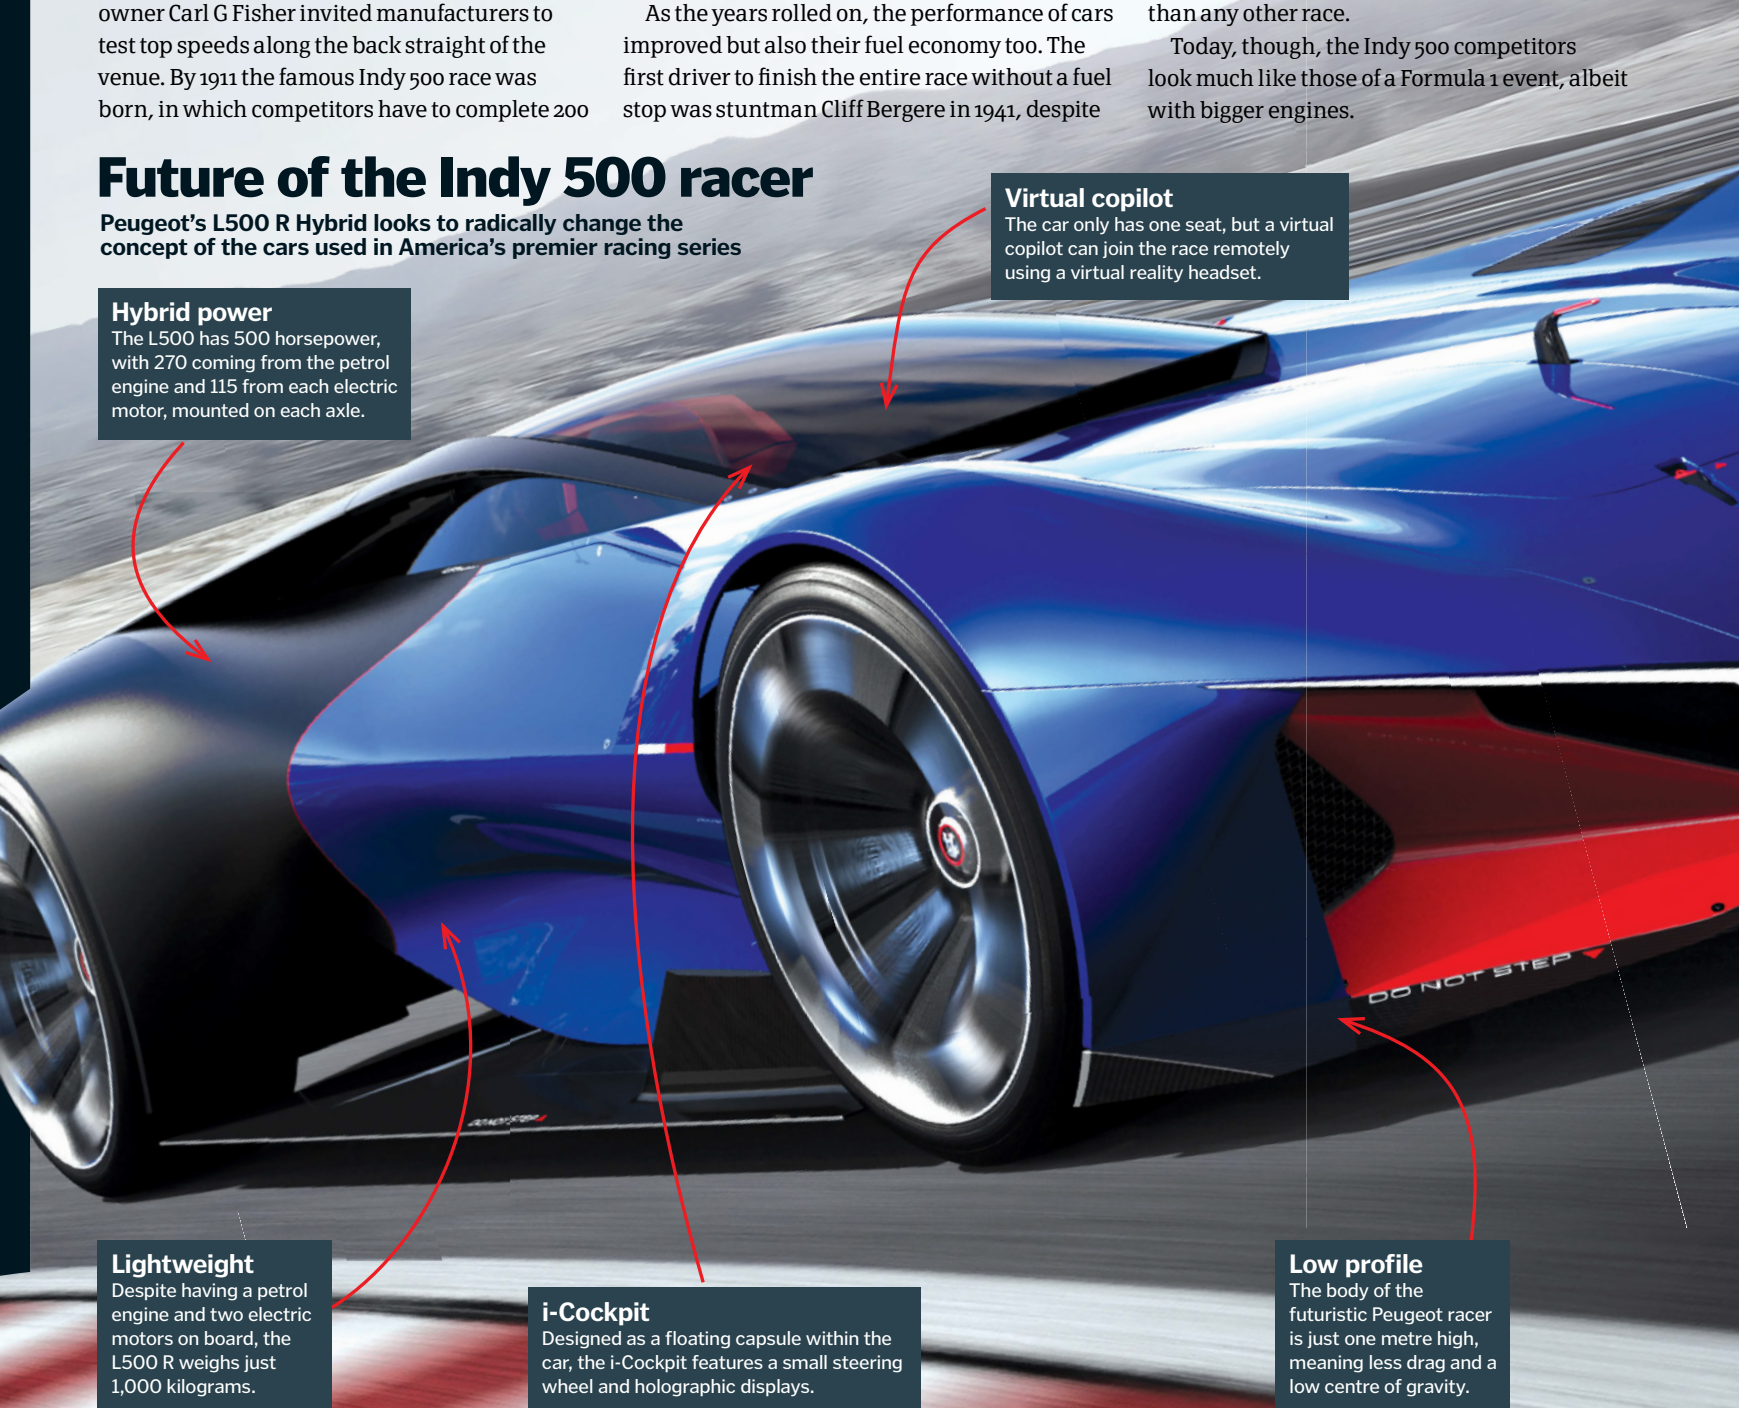 owner Carl G Fisher invited manufacturers to
test top speeds along the back straight of the
venue. By 1911 the famous Indy 500 race was
born, in which competitors have to complete 200
As the years rolled on, the performance of cars
improved but also their fuel economy too. The
first driver to finish the entire race without a fuel
stop was stuntman Cliff Bergere in 1941, despite
than any other race.
Today, though, the Indy 500 competitors
look much like those of a Formula 1 event, albeit
with bigger engines.
Future of the Indy 500 racer
Peugeot’s L500 R Hybrid looks to radically change the
concept of the cars used in America’s premier racing series
Virtual copilot
The car only has one seat, but a virtual
copilot can join the race remotely
using a virtual reality headset.
Hybrid power
The L500 has 500 horsepower,
with 270 coming from the petrol
engine and 115 from each electric
motor, mounted on each axle.
DO NOT STEP
DO NOT STEP
Lightweight
Despite having a petrol
engine and two electric
motors on board, the
L500 R weighs just
1,000 kilograms.
i-Cockpit
Designed as a floating capsule within the
car, the i-Cockpit features a small steering
wheel and holographic displays.
Low profile
The body of the
futuristic Peugeot racer
is just one metre high,
meaning less drag and a
low centre of gravity.